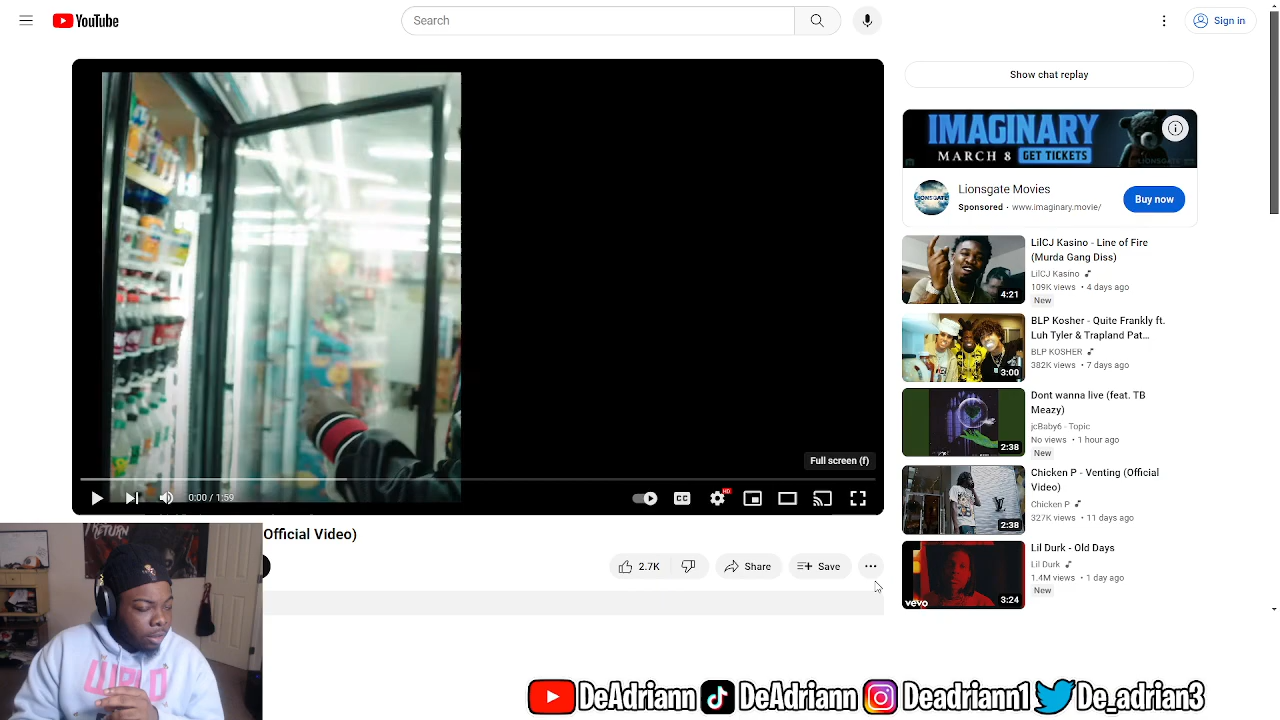 YouTube
Search
Sign in
Show chat replay
IMAGINARY
MARCH 8 GET TICKETS
LIONSGATE
LIONSGATE
Lionsgate Movies
Sponsored · www.imaginary.movie/
Buy now
LilCJ Kasino - Line of Fire
(Murda Gang Diss)
LilCJ Kasino
109K views • 4 days ago
New
4:21
BLP Kosher - Quite Frankly ft.
Luh Tyler & Trapland Pat...
BLP KOSHER
382K views • 7 days ago
3:00
Dont wanna live (feat. TB
Meazy)
jcBaby6 - Topic
No views • 1 hour ago
New
2:38
Chicken P - Venting (Official
Video)
Chicken P
327K views • 11 days ago
2:38
Lil Durk - Old Days
Lil Durk
1.4M views • 1 day ago
New
vevo
3:24
Full screen (f)
0:00 / 1:59
CC
HD
Official Video)
2.7K
Share
Save
RETURN
DeAdriann DeAdriann Deadriann1 De_adrian3